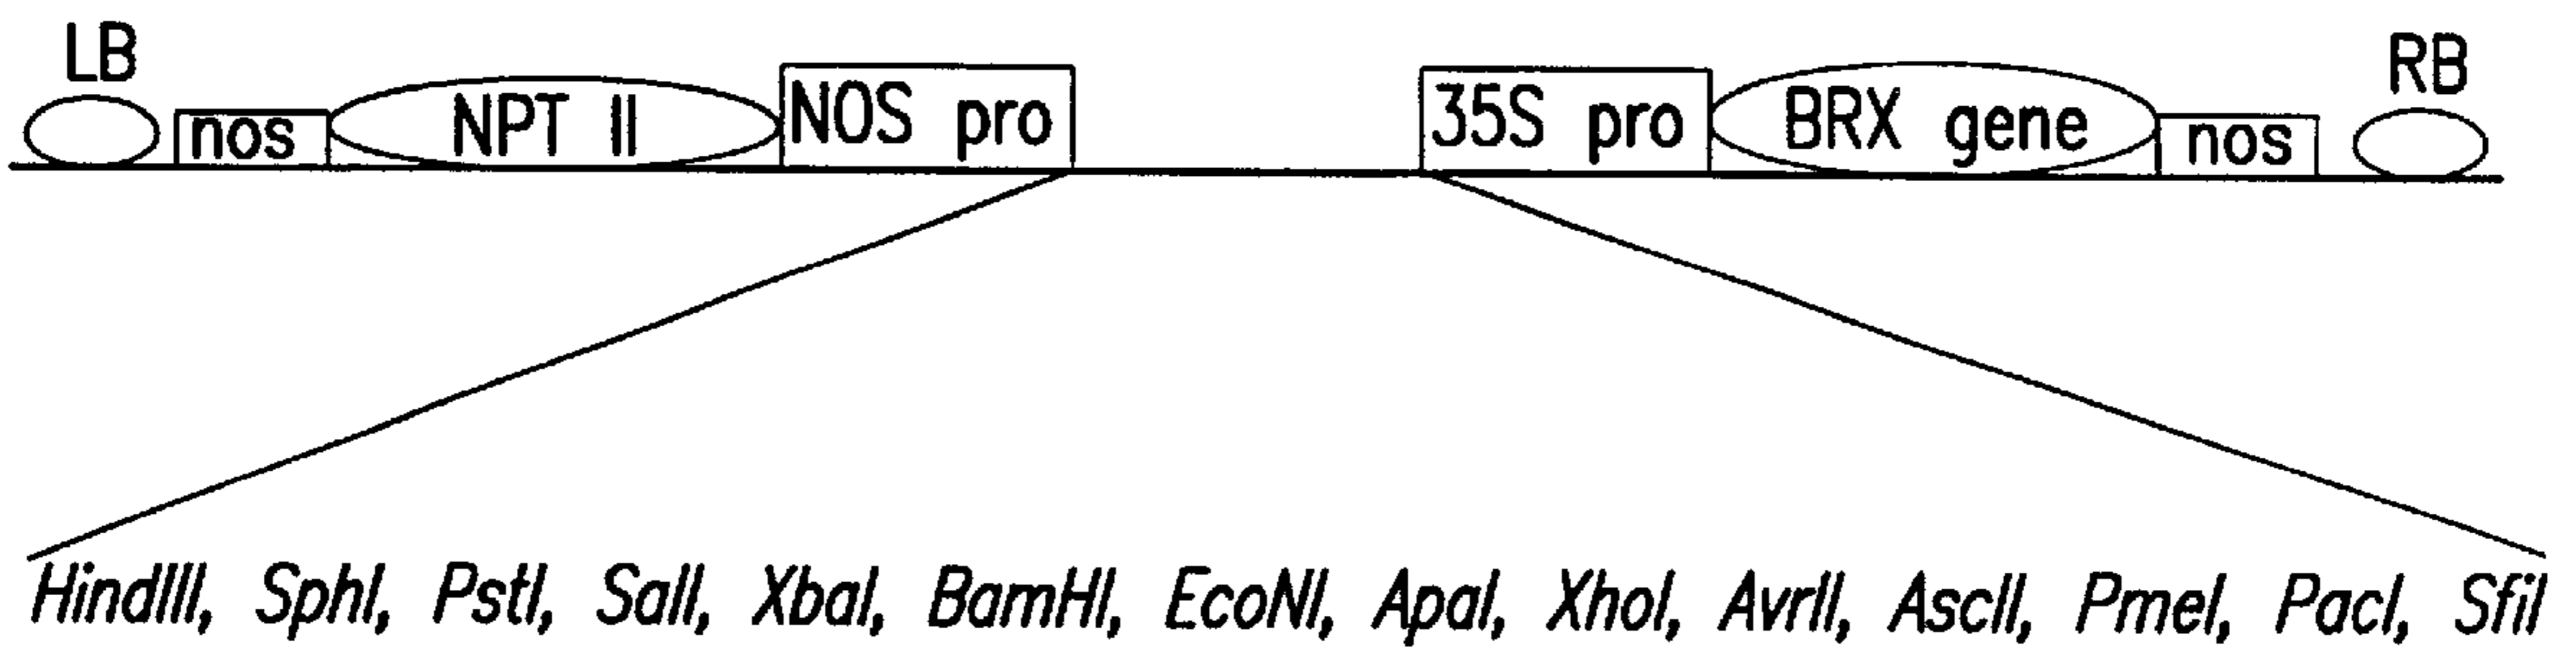 LB nos NPT II NOS pro 35S pro BRX gene nos RB
HindIII, SphI, PstI, SalI, XbaI, BamHI, EcoNI, ApaI, XhoI, AvrII, AscII, PmeI, PacI, SfiI